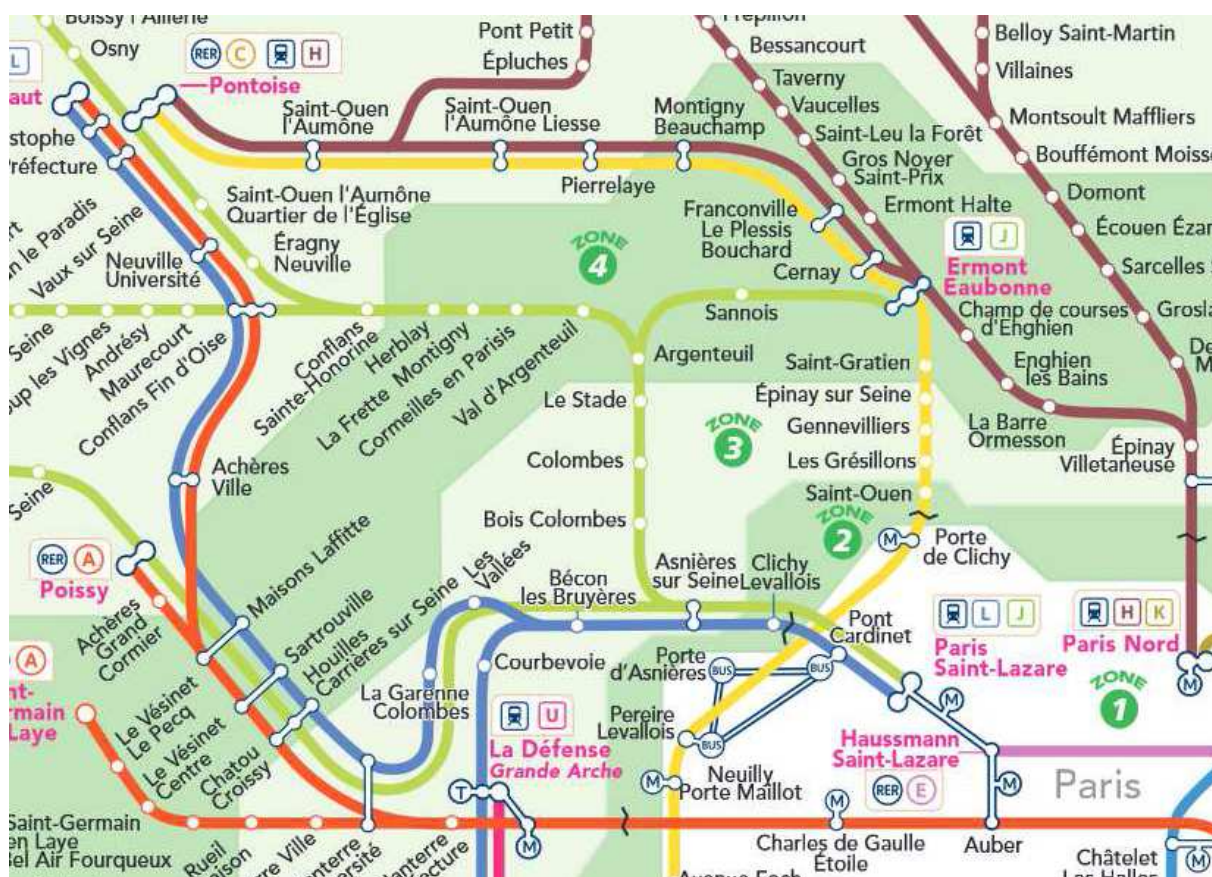 Osny
RER C H
Pontoise
L
Pont Petit
Épluches
Saint-Ouen
l'Aumône
Saint-Ouen
l'Aumône Liesse
Pierrelaye
Montigny
Beauchamp
Bessancourt
Taverny
Vaucelles
Saint-Leu la Forêt
Gros Noyer
Saint-Prix
Ermont Halte
Belloy Saint-Martin
Villaines
Montsoult Maffliers
Domont
Franconville
Le Plessis
Bouchard
Cernay
J
Ermont
Eaubonne
Champ de courses
d'Enghien
Enghien
les Bains
La Barre
Ormesson
Épinay
Villetaneuse
Saint-Ouen l'Aumône
Quartier de l'Église
Éragny
Neuville
Vaux sur Seine
Neuville
Université
ZONE
4
Sannois
Argenteuil
Seine
Andrésy
Maurecourt
Conflans Fin d'Oise
Conflans
Sainte-Honorine
Herblay
La Frette Montigny
Cormeilles en Parisis
Val d'Argenteuil
Le Stade
Colombes
Bois Colombes
ZONE
3
Saint-Gratien
Épinay sur Seine
Gennevilliers
Les Grésillons
Saint-Ouen
ZONE
2
M
Porte
de Clichy
Achères
Ville
Seine
RER A
Poissy
Achères
Grand
Cormier
Maisons Laffitte
Sartrouville
Houilles
Carrières sur Seine
Les
Vallées
Bécon
les Bruyères
Asnières
sur Seine
Clichy
Levallois
Pont
Cardinet
L J
Paris
Saint-Lazare
H K
Paris Nord
M
ZONE
1
A
Le Vésinet
Le Pecq
Le Vésinet
Centre
Chatou
Croissy
La Garenne
Colombes
Courbevoie
U
La Défense
Grande Arche
T
M
Porte
d'Asnières
BUS
BUS
Pereire
Levallois
BUS
M
Neuilly
Porte Maillot
M
Haussmann
Saint-Lazare
RER E
M
Paris
M
Charles de Gaulle
Étoile
Auber
Châtelet
Les Halles
M
Saint-Germain
en Laye
Bel Air Fourqueux
Rueil